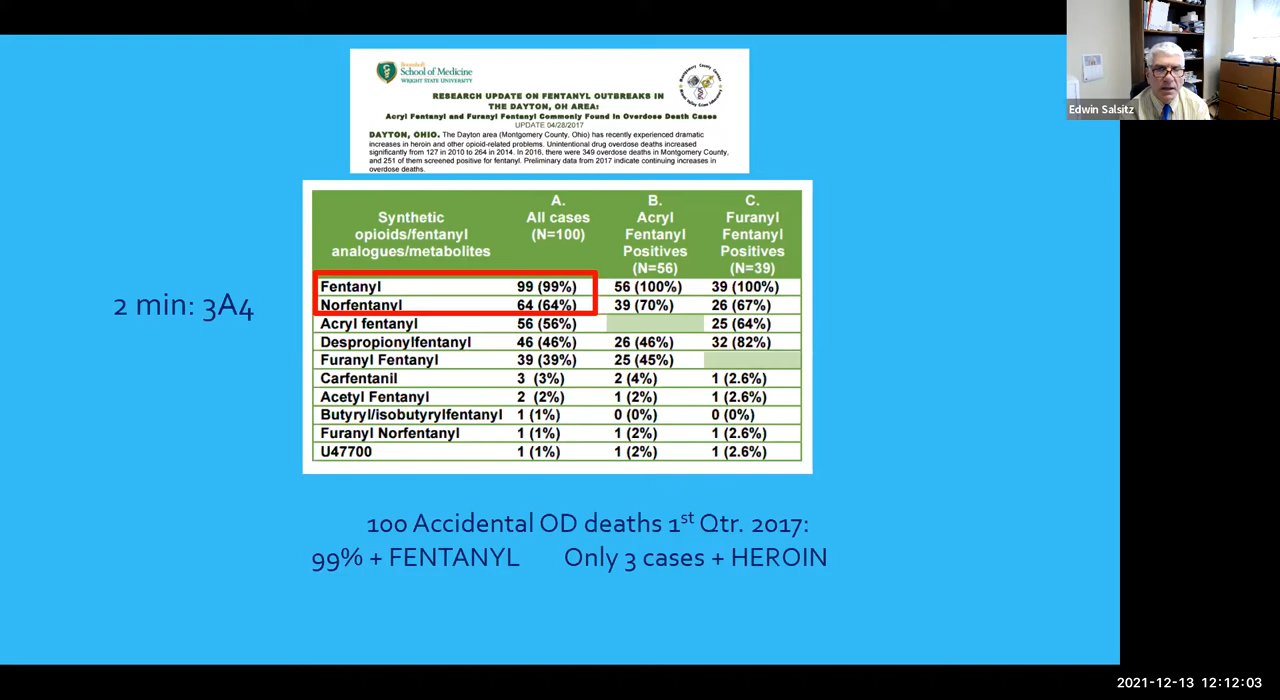 Boonshoft
School of Medicine
WRIGHT STATE UNIVERSITY
RESEARCH UPDATE ON FENTANYL OUTBREAKS IN
THE DAYTON, OH AREA:
Acryl Fentanyl and Furanyl Fentanyl Commonly Found in Overdose Death Cases
UPDATE 04/28/2017
DAYTON, OHIO. The Dayton area (Montgomery County, Ohio) has recently experienced dramatic
increases in heroin and other opioid-related problems. Unintentional drug overdose deaths increased
significantly from 127 in 2010 to 264 in 2014. In 2016, there were 349 overdose deaths in Montgomery County,
and 251 of them screened positive for fentanyl. Preliminary data from 2017 indicate continuing increases in
overdose deaths.
Edwin Salsitz
Synthetic opioids/fentanyl analogues/metabolites A. All cases (N=100) B. Acryl Fentanyl Positives (N=56) C. Furanyl Fentanyl Positives (N=39)
Fentanyl 99 (99%) 56 (100%) 39 (100%)
Norfentanyl 64 (64%) 39 (70%) 26 (67%)
Acryl fentanyl 56 (56%) 25 (64%)
Despropionylfentanyl 46 (46%) 26 (46%) 32 (82%)
Furanyl Fentanyl 39 (39%) 25 (45%)
Carfentanil 3 (3%) 2 (4%) 1 (2.6%)
Acetyl Fentanyl 2 (2%) 1 (2%) 1 (2.6%)
Butyryl/isobutyrylfentanyl 1 (1%) 0 (0%) 0 (0%)
Furanyl Norfentanyl 1 (1%) 1 (2%) 1 (2.6%)
U47700 1 (1%) 1 (2%) 1 (2.6%)
2 min: 3A4
100 Accidental OD deaths 1st Qtr. 2017:
99% + FENTANYL Only 3 cases + HEROIN
2021-12-13 12:12:03